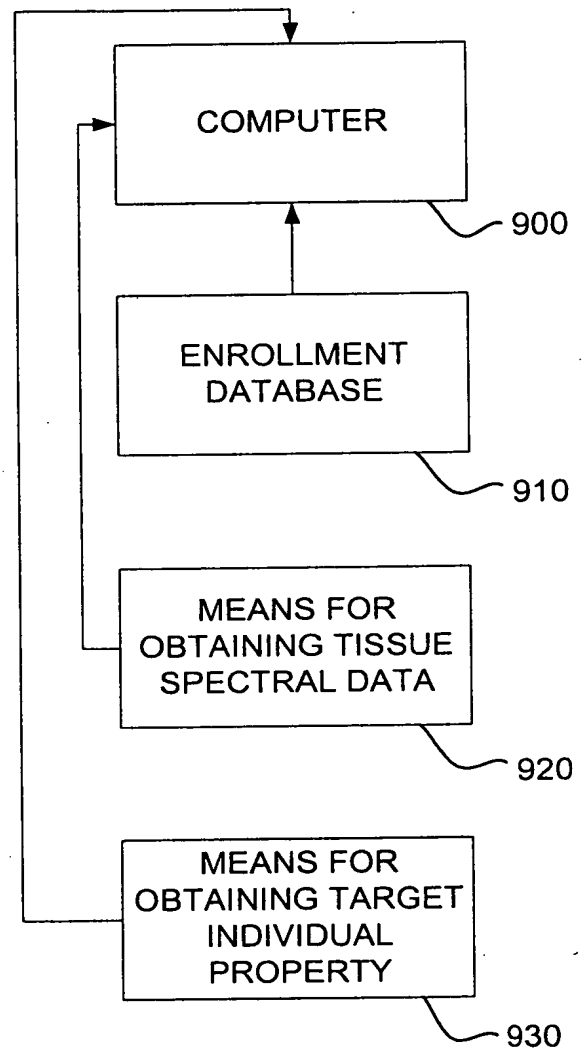 COMPUTER
900
ENROLLMENT
DATABASE
910
MEANS FOR
OBTAINING TISSUE
SPECTRAL DATA
920
MEANS FOR
OBTAINING TARGET
INDIVIDUAL
PROPERTY
930